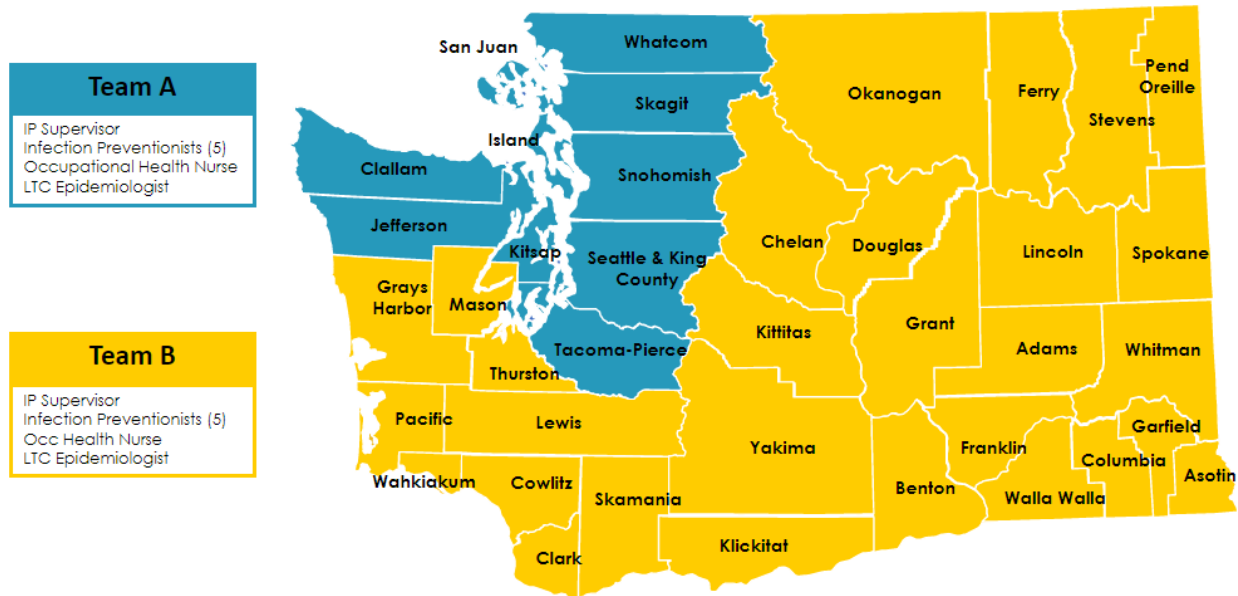 Team A
IP Supervisor
Infection Preventionists (5)
Occupational Health Nurse
LTC Epidemiologist
Team B
IP Supervisor
Infection Preventionists (5)
Occ Health Nurse
LTC Epidemiologist
San Juan
Whatcom
Skagit
Island
Snohomish
Clallam
Jefferson
Kitsap
Seattle & King
County
Tacoma-Pierce
Okanogan
Ferry
Stevens
Pend
Oreille
Chelan
Douglas
Lincoln
Spokane
Grays
Harbor
Mason
Kittitas
Grant
Adams
Whitman
Thurston
Pacific
Lewis
Yakima
Franklin
Garfield
Columbia
Asotin
Wahkiakum
Cowlitz
Skamania
Benton
Walla Walla
Clark
Klickitat